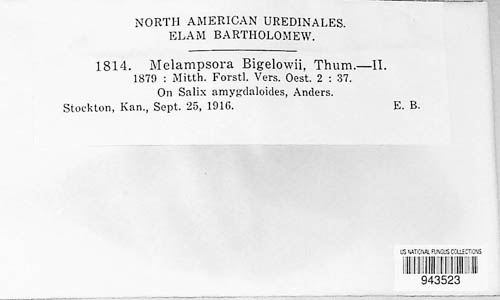 NORTH AMERICAN UREDINALES.
ELAM BARTHOLOMEW.
1814. Melampsora Bigelowii, Thum.—II.
1879 : Mitth. Forstl. Vers. Oest. 2 : 37.
On Salix amygdaloides, Anders.
Stockton, Kan., Sept. 25, 1916. E. B.
US NATIONAL FUNGUS COLLECTIONS
943523